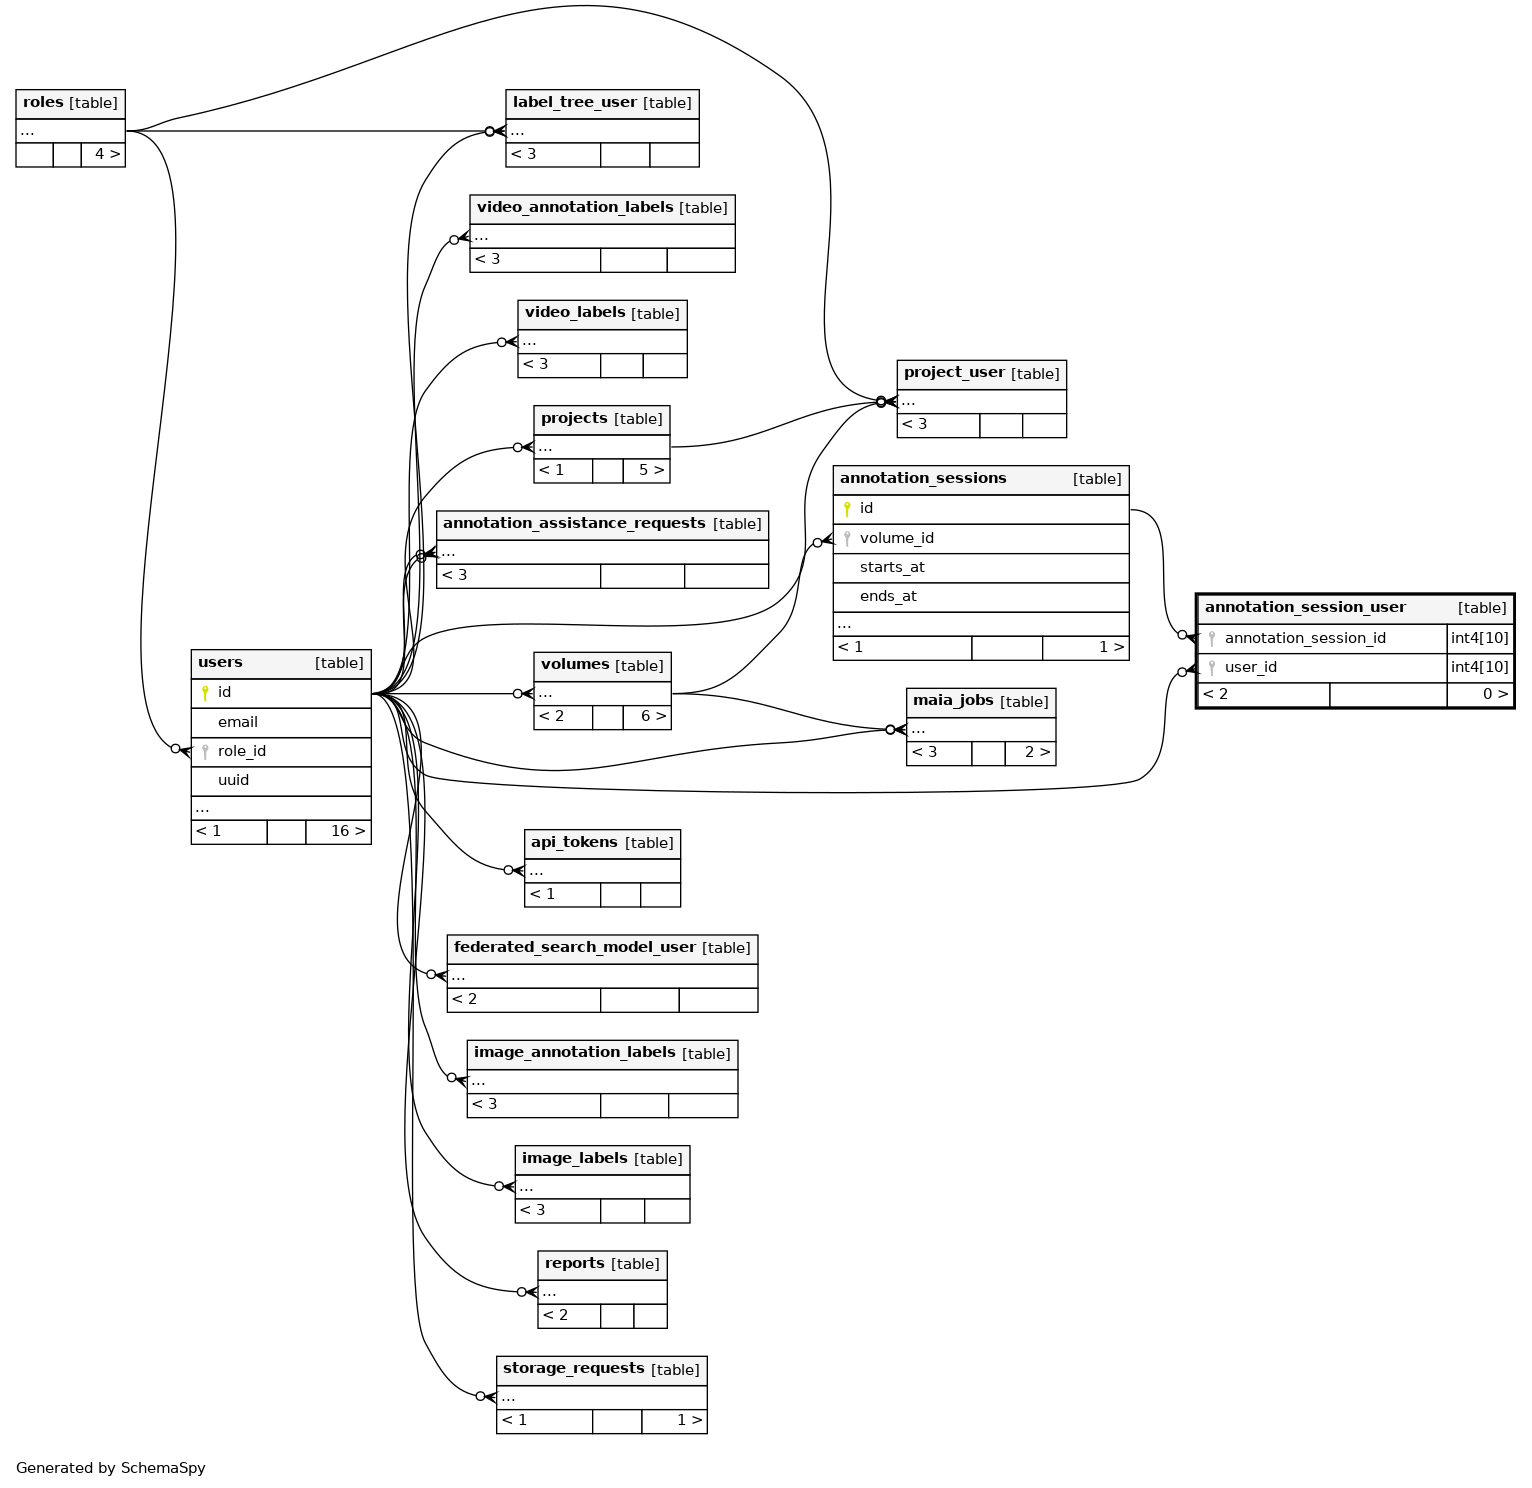 roles [table]
...
4 >
label_tree_user [table]
...
< 3
video_annotation_labels [table]
...
< 3
video_labels [table]
...
< 3
projects [table]
...
< 1 5 >
annotation_assistance_requests [table]
...
< 3
project_user [table]
...
< 3
annotation_sessions [table]
id
volume_id
starts_at
ends_at
...
< 1 1 >
annotation_session_user [table]
annotation_session_id int4[10]
user_id int4[10]
< 2 0 >
users [table]
id
email
role_id
uuid
...
< 1 16 >
volumes [table]
...
< 2 6 >
maia_jobs [table]
...
< 3 2 >
api_tokens [table]
...
< 1
federated_search_model_user [table]
...
< 2
image_annotation_labels [table]
...
< 3
image_labels [table]
...
< 3
reports [table]
...
< 2
storage_requests [table]
...
< 1 1 >
Generated by SchemaSpy